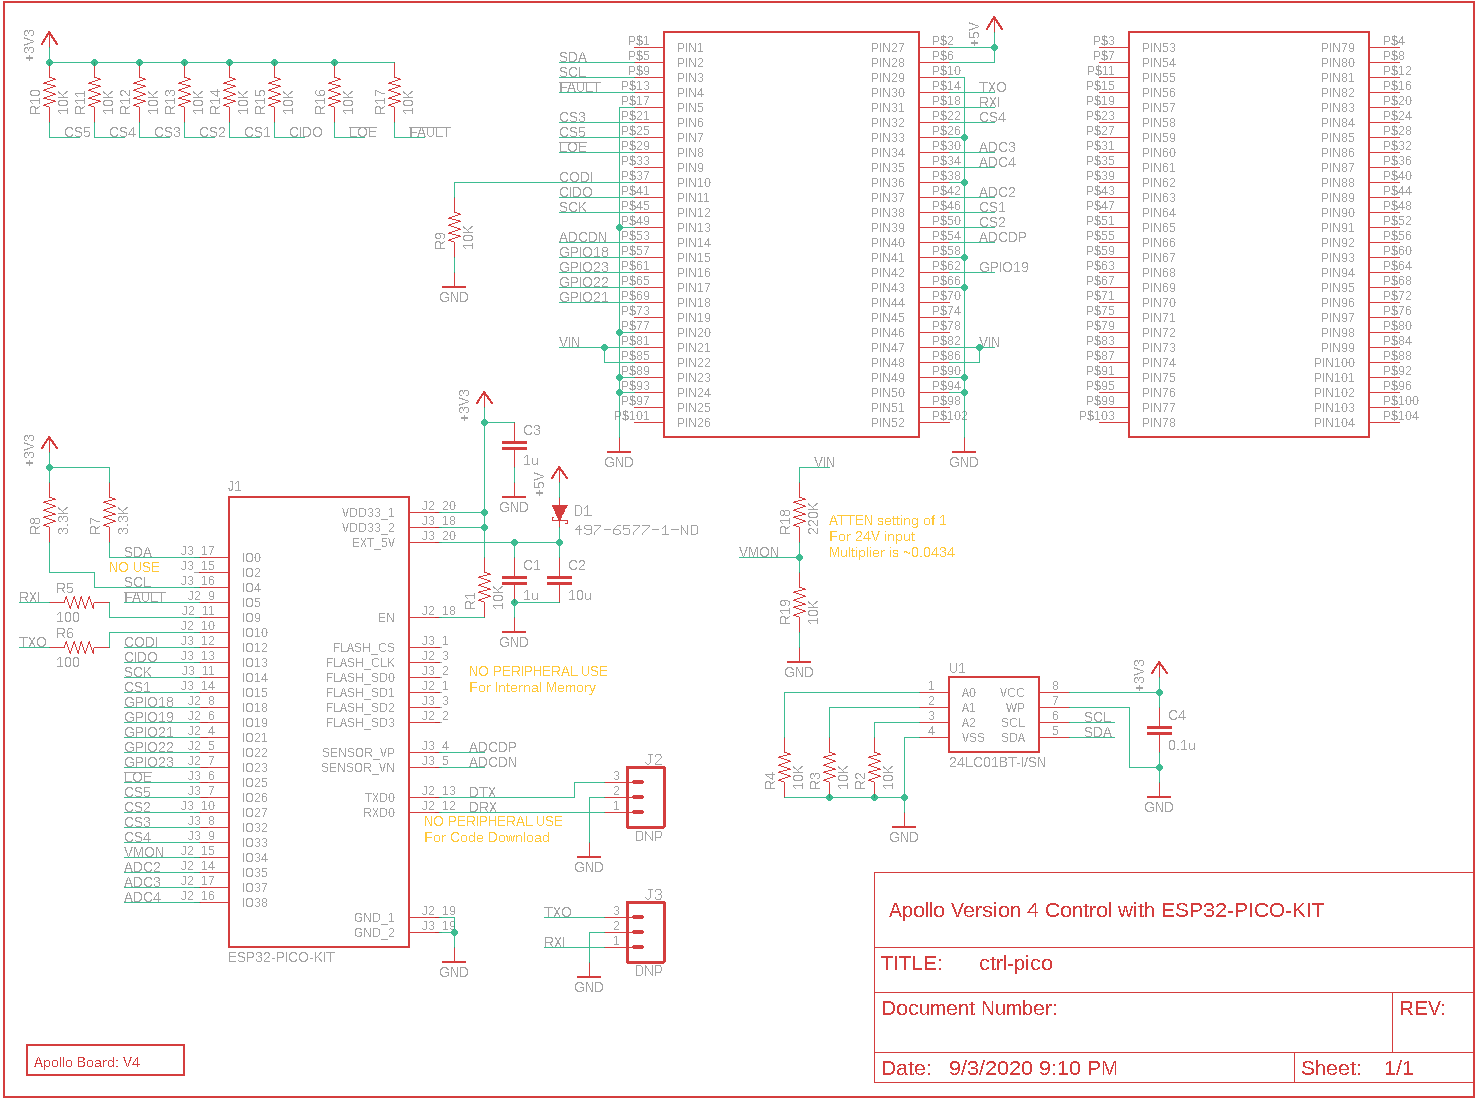 +3V3
R10 10K R11 10K R12 10K R13 10K R14 10K R15 10K R16 10K R17 10K
CS5 CS4 CS3 CS2 CS1 CIDO LOE FAULT
+5V
P$1 PIN1 PIN27 P$2
SDA P$5 PIN2 PIN28 P$6
SCL P$9 PIN3 PIN29 P$10
FAULT P$13 PIN4 PIN30 P$14 TXO
P$17 PIN5 PIN31 P$18 RXI
CS3 P$21 PIN6 PIN32 P$22 CS4
CS5 P$25 PIN7 PIN33 P$26
LOE P$29 PIN8 PIN34 P$30 ADC3
P$33 PIN9 PIN35 P$34 ADC4
CODI P$37 PIN10 PIN36 P$38
CIDO P$41 PIN11 PIN37 P$42 ADC2
SCK P$45 PIN12 PIN38 P$46 CS1
P$49 PIN13 PIN39 P$50 CS2
ADCDN P$53 PIN14 PIN40 P$54 ADCDP
GPIO18 P$57 PIN15 PIN41 P$58
GPIO23 P$61 PIN16 PIN42 P$62 GPIO19
GPIO22 P$65 PIN17 PIN43 P$66
GPIO21 P$69 PIN18 PIN44 P$70
P$73 PIN19 PIN45 P$74
P$77 PIN20 PIN46 P$78
VIN P$81 PIN21 PIN47 P$82 VIN
P$85 PIN22 PIN48 P$86
P$89 PIN23 PIN49 P$90
P$93 PIN24 PIN50 P$94
P$97 PIN25 PIN51 P$98
P$101 PIN26 PIN52 P$102
GND GND
P$3 PIN53 PIN79 P$4
P$7 PIN54 PIN80 P$8
P$11 PIN55 PIN81 P$12
P$15 PIN56 PIN82 P$16
P$19 PIN57 PIN83 P$20
P$23 PIN58 PIN84 P$24
P$27 PIN59 PIN85 P$28
P$31 PIN60 PIN86 P$32
P$35 PIN61 PIN87 P$36
P$39 PIN62 PIN88 P$40
P$43 PIN63 PIN89 P$44
P$47 PIN64 PIN90 P$48
P$51 PIN65 PIN91 P$52
P$55 PIN66 PIN92 P$56
P$59 PIN67 PIN93 P$60
P$63 PIN68 PIN94 P$64
P$67 PIN69 PIN95 P$68
P$71 PIN70 PIN96 P$72
P$75 PIN71 PIN97 P$76
P$79 PIN72 PIN98 P$80
P$83 PIN73 PIN99 P$84
P$87 PIN74 PIN100 P$88
P$91 PIN75 PIN101 P$92
P$95 PIN76 PIN102 P$96
P$99 PIN77 PIN103 P$100
P$103 PIN78 PIN104 P$104
R9 10K
GND
+3V3
R8 3.3K R7 3.3K
+3V3
C3
1u
GND
+5V
D1
497-6577-1-ND
J1
VDD33_1 J2 20
VDD33_2 J3 18
EXT_5V J3 20
C1
1u
C2
10u
R1 10K
GND
EN J2 18
FLASH_CS J3 1
FLASH_CLK J2 3
FLASH_SD0 J3 2
FLASH_SD1 J2 1
FLASH_SD2 J3 3
FLASH_SD3 J2 2
NO PERIPHERAL USE
For Internal Memory
SENSOR_VP J3 4 ADCDP
SENSOR_VN J3 5 ADCDN
TXD0 J2 13 DTX
RXD0 J2 12 DRX
NO PERIPHERAL USE
For Code Download
GND_1 J2 19
GND_2 J3 19
GND
SDA J3 17 IO0
NO USE J3 15 IO2
SCL J3 16 IO4
FAULT J2 9 IO5
RXI R5 100 J2 11 IO9
TXO R6 100 J2 10 IO10
CODI J3 12 IO12
CIDO J3 13 IO13
SCK J3 11 IO14
CS1 J3 14 IO15
GPIO18 J2 8 IO18
GPIO19 J2 6 IO19
GPIO21 J2 4 IO21
GPIO22 J2 5 IO22
GPIO23 J2 7 IO23
LOE J3 6 IO25
CS5 J3 7 IO26
CS2 J3 10 IO27
CS3 J3 8 IO32
CS4 J3 9 IO33
VMON J2 15 IO34
ADC2 J2 14 IO35
ADC3 J2 17 IO37
ADC4 J2 16 IO38
ESP32-PICO-KIT
J2
3
2
1
DNP
GND
J3
TXO 3
2
RXI 1
DNP
GND
VIN
R18 220K
VMON
R19 10K
GND
ATTEN setting of 1
For 24V input
Multiplier is ~0.0434
U1
1 A0 VCC 8
2 A1 WP 7
3 A2 SCL 6 SCL
4 VSS SDA 5 SDA
24LC01BT-I/SN
R4 10K R3 10K R2 10K
GND
+3V3
C4
0.1u
GND
Apollo Version 4 Control with ESP32-PICO-KIT
TITLE: ctrl-pico
Document Number:
REV:
Date: 9/3/2020 9:10 PM
Sheet: 1/1
Apollo Board: V4